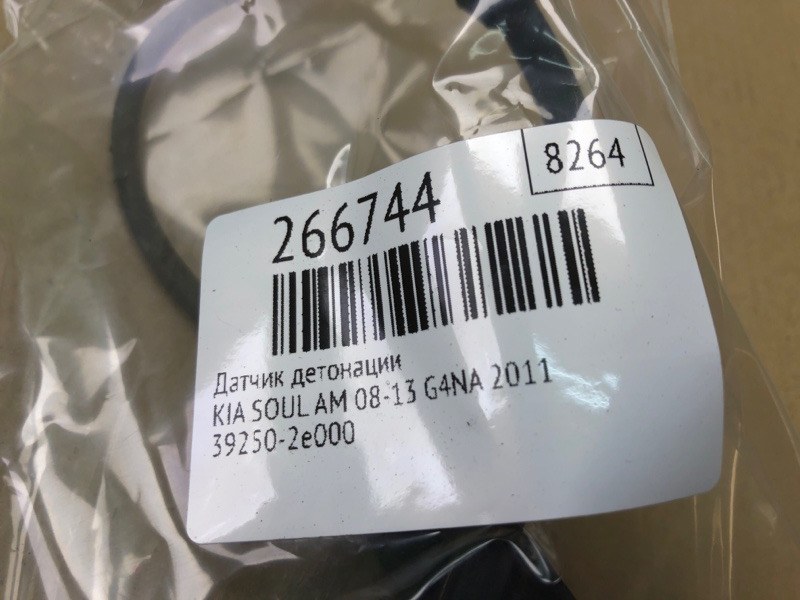 8264
266744
Датчик детонации
KIA SOUL AM 08-13 G4NA 2011
39250-2e000